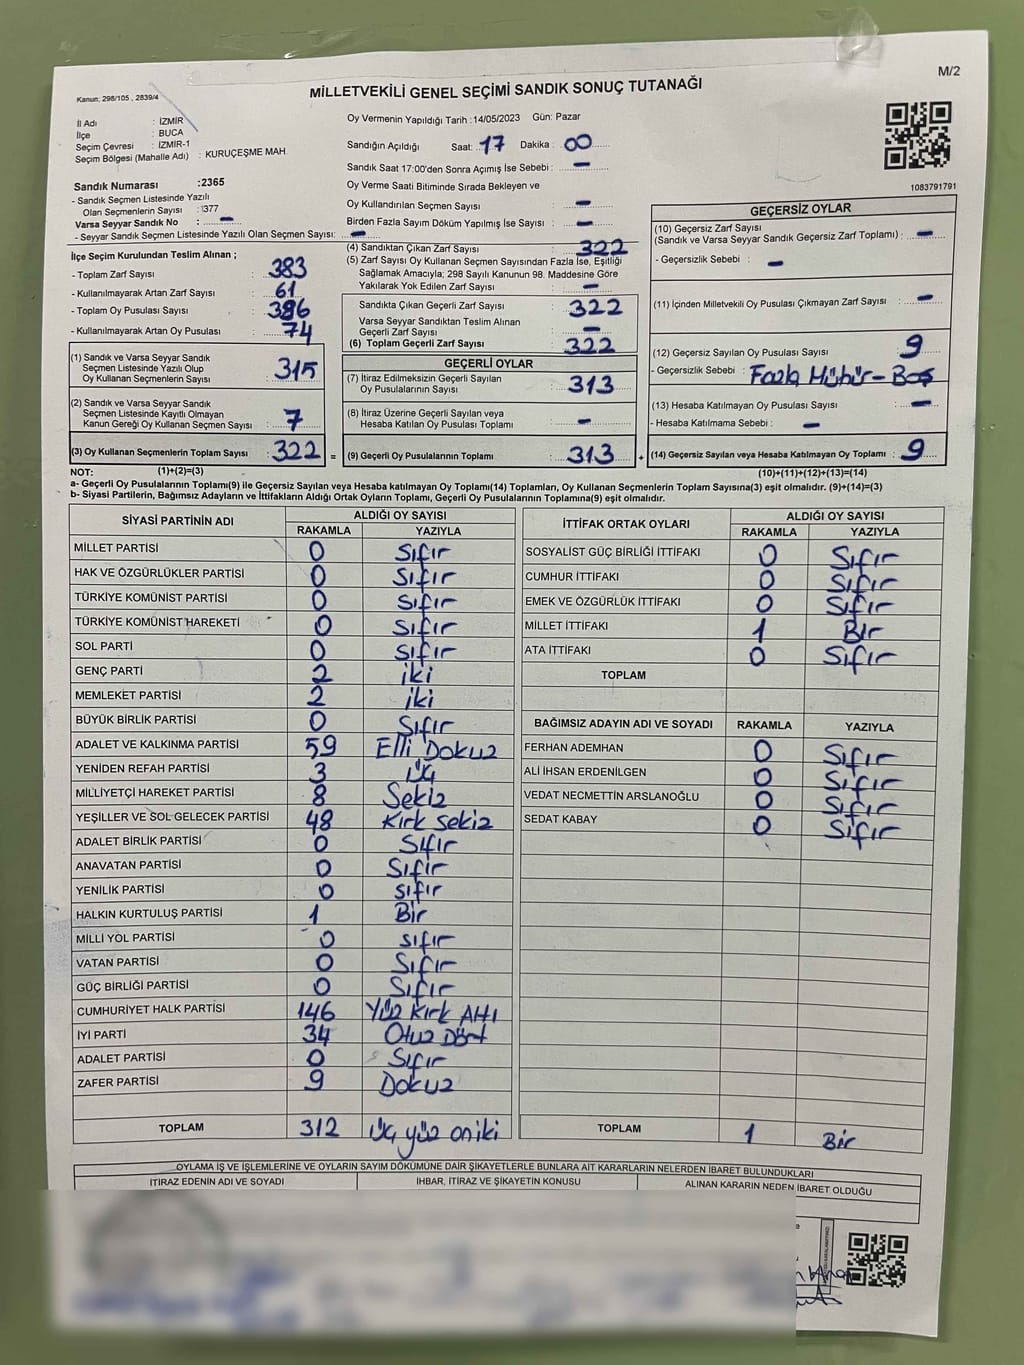 M/2
Kanun; 298/105 , 2839/4
MİLLETVEKİLİ GENEL SEÇİMİ SANDIK SONUÇ TUTANAĞI
İl Adı : İZMİR
İlçe : BUCA
Seçim Çevresi : İZMİR-1
Seçim Bölgesi (Mahalle Adı) : KURUÇEŞME MAH.
Sandık Numarası :2365
- Sandık Seçmen Listesinde Yazılı
Olan Seçmenlerin Sayısı : 377
Varsa Seyyar Sandık No : -
- Seyyar Sandık Seçmen Listesinde Yazılı Olan Seçmen Sayısı: -
Oy Vermenin Yapıldığı Tarih :14/05/2023 Gün: Pazar
Sandığın Açıldığı Saat: 17 Dakika : 00
Sandık Saat 17:00'den Sonra Açımış İse Sebebi : -
Oy Verme Saati Bitiminde Sırada Bekleyen ve
Oy Kullandırılan Seçmen Sayısı : -
Birden Fazla Sayım Döküm Yapılmış İse Sayısı : -
1083791791
İlçe Seçim Kurulundan Teslim Alınan ;
- Toplam Zarf Sayısı : 383
- Kullanılmayarak Artan Zarf Sayısı : 61
- Toplam Oy Pusulası Sayısı : 396
- Kullanılmayarak Artan Oy Pusulası : 74
(1) Sandık ve Varsa Seyyar Sandık
Seçmen Listesinde Yazılı Olup
Oy Kullanan Seçmenlerin Sayısı : 315
(2) Sandık ve Varsa Seyyar Sandık
Seçmen Listesinde Kayıtlı Olmayan
Kanun Gereği Oy Kullanan Seçmen Sayısı : 7
(3) Oy Kullanan Seçmenlerin Toplam Sayısı : 322 =
(4) Sandıktan Çıkan Zarf Sayısı : 322
(5) Zarf Sayısı Oy Kullanan Seçmen Sayısından Fazla İse, Eşitliği
Sağlamak Amacıyla; 298 Sayılı Kanunun 98. Maddesine Göre
Yakılarak Yok Edilen Zarf Sayısı : -
Sandıkta Çıkan Geçerli Zarf Sayısı : 322
Varsa Seyyar Sandıktan Teslim Alınan
Geçerli Zarf Sayısı : -
(6) Toplam Geçerli Zarf Sayısı : 322
GEÇERLİ OYLAR
(7) İtiraz Edilmeksizin Geçerli Sayılan
Oy Pusulalarının Sayısı : 313
(8) İtiraz Üzerine Geçerli Sayılan veya
Hesaba Katılan Oy Pusulası Toplamı : -
(9) Geçerli Oy Pusulalarının Toplamı : 313 +
GEÇERSİZ OYLAR
(10) Geçersiz Zarf Sayısı
(Sandık ve Varsa Seyyar Sandık Geçersiz Zarf Toplamı) : -
- Geçersizlik Sebebi : -
(11) İçinden Milletvekili Oy Pusulası Çıkmayan Zarf Sayısı : -
(12) Geçersiz Sayılan Oy Pusulası Sayısı : 9
- Geçersizlik Sebebi : Fazla Mühür - Boş
(13) Hesaba Katılmayan Oy Pusulası Sayısı : -
- Hesaba Katılmama Sebebi : -
(14) Geçersiz Sayılan veya Hesaba Katılmayan Oy Toplamı : 9
NOT: (1)+(2)=(3) (10)+(11)+(12)+(13)=(14)
a- Geçerli Oy Pusulalarının Toplamı(9) ile Geçersiz Sayılan veya Hesaba katılmayan Oy Toplamı(14) Toplamları, Oy Kullanan Seçmenlerin Toplam Sayısına(3) eşit olmalıdır. (9)+(14)=(3)
b- Siyasi Partilerin, Bağımsız Adayların ve İttifakların Aldığı Ortak Oyların Toplamı, Geçerli Oy Pusulalarının Toplamına(9) eşit olmalıdır.
SİYASİ PARTİNİN ADI ALDIĞI OY SAYISI
RAKAMLA YAZIYLA
MİLLET PARTİSİ 0 Sıfır
HAK VE ÖZGÜRLÜKLER PARTİSİ 0 Sıfır
TÜRKİYE KOMÜNİST PARTİSİ 0 Sıfır
TÜRKİYE KOMÜNİST HAREKETİ 0 Sıfır
SOL PARTİ 0 Sıfır
GENÇ PARTİ 2 iki
MEMLEKET PARTİSİ 2 iki
BÜYÜK BİRLİK PARTİSİ 0 Sıfır
ADALET VE KALKINMA PARTİSİ 59 Elli Dokuz
YENİDEN REFAH PARTİSİ 3 üç
MİLLİYETÇİ HAREKET PARTİSİ 8 Sekiz
YEŞİLLER VE SOL GELECEK PARTİSİ 48 Kırk sekiz
ADALET BİRLİK PARTİSİ 0 Sıfır
ANAVATAN PARTİSİ 0 Sıfır
YENİLİK PARTİSİ 0 sıfır
HALKIN KURTULUŞ PARTİSİ 1 Bir
MİLLİ YOL PARTİSİ 0 sıfır
VATAN PARTİSİ 0 Sıfır
GÜÇ BİRLİĞİ PARTİSİ 0 Sıfır
CUMHURİYET HALK PARTİSİ 146 Yüz Kırk Altı
İYİ PARTİ 34 Otuz Dört
ADALET PARTİSİ 0 Sıfır
ZAFER PARTİSİ 9 Dokuz
TOPLAM 312 üç yüz on iki
İTTİFAK ORTAK OYLARI ALDIĞI OY SAYISI
RAKAMLA YAZIYLA
SOSYALİST GÜÇ BİRLİĞİ İTTİFAKI 0 Sıfır
CUMHUR İTTİFAKI 0 Sıfır
EMEK VE ÖZGÜRLÜK İTTİFAKI 0 Sıfır
MİLLET İTTİFAKI 1 Bir
ATA İTTİFAKI 0 Sıfır
TOPLAM
BAĞIMSIZ ADAYIN ADI VE SOYADI RAKAMLA YAZIYLA
FERHAN ADEMHAN 0 Sıfır
ALİ İHSAN ERDENİLGEN 0 Sıfır
VEDAT NECMETTİN ARSLANOĞLU 0 Sıfır
SEDAT KABAY 0 Sıfır
TOPLAM 1 Bir
OYLAMA İŞ VE İŞLEMLERİNE VE OYLARIN SAYIM DÖKÜMÜNE DAİR ŞİKAYETLERLE BUNLARA AİT KARARLARIN NELERDEN İBARET BULUNDUKLARI
İTİRAZ EDENİN ADI VE SOYADI IHBAR, İTİRAZ VE ŞİKAYETİN KONUSU ALINAN KARARIN NEDEN İBARET OLDUĞU